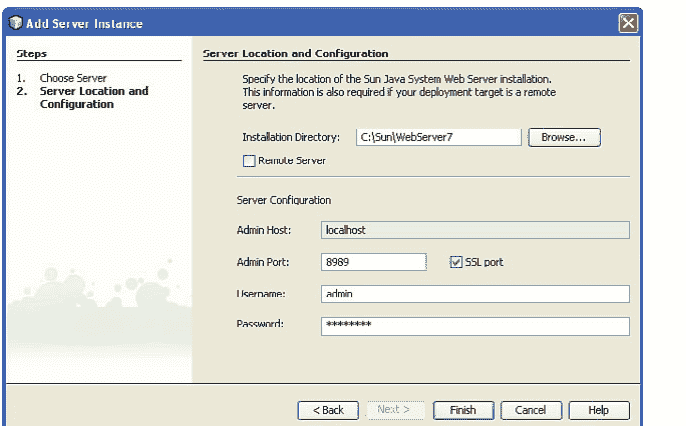 Add Server Instance
Steps
1. Choose Server
2. Server Location and
Configuration
Server Location and Configuration
Specify the location of the Sun Java System Web Server installation.
This information is also required if your deployment target is a remote
server.
Installation Directory: C:\Sun\WebServer7 Browse...
Remote Server
Server Configuration
Admin Host: localhost
Admin Port: 8989 SSL port
Username: admin
Password: ********
< Back Next > Finish Cancel Help